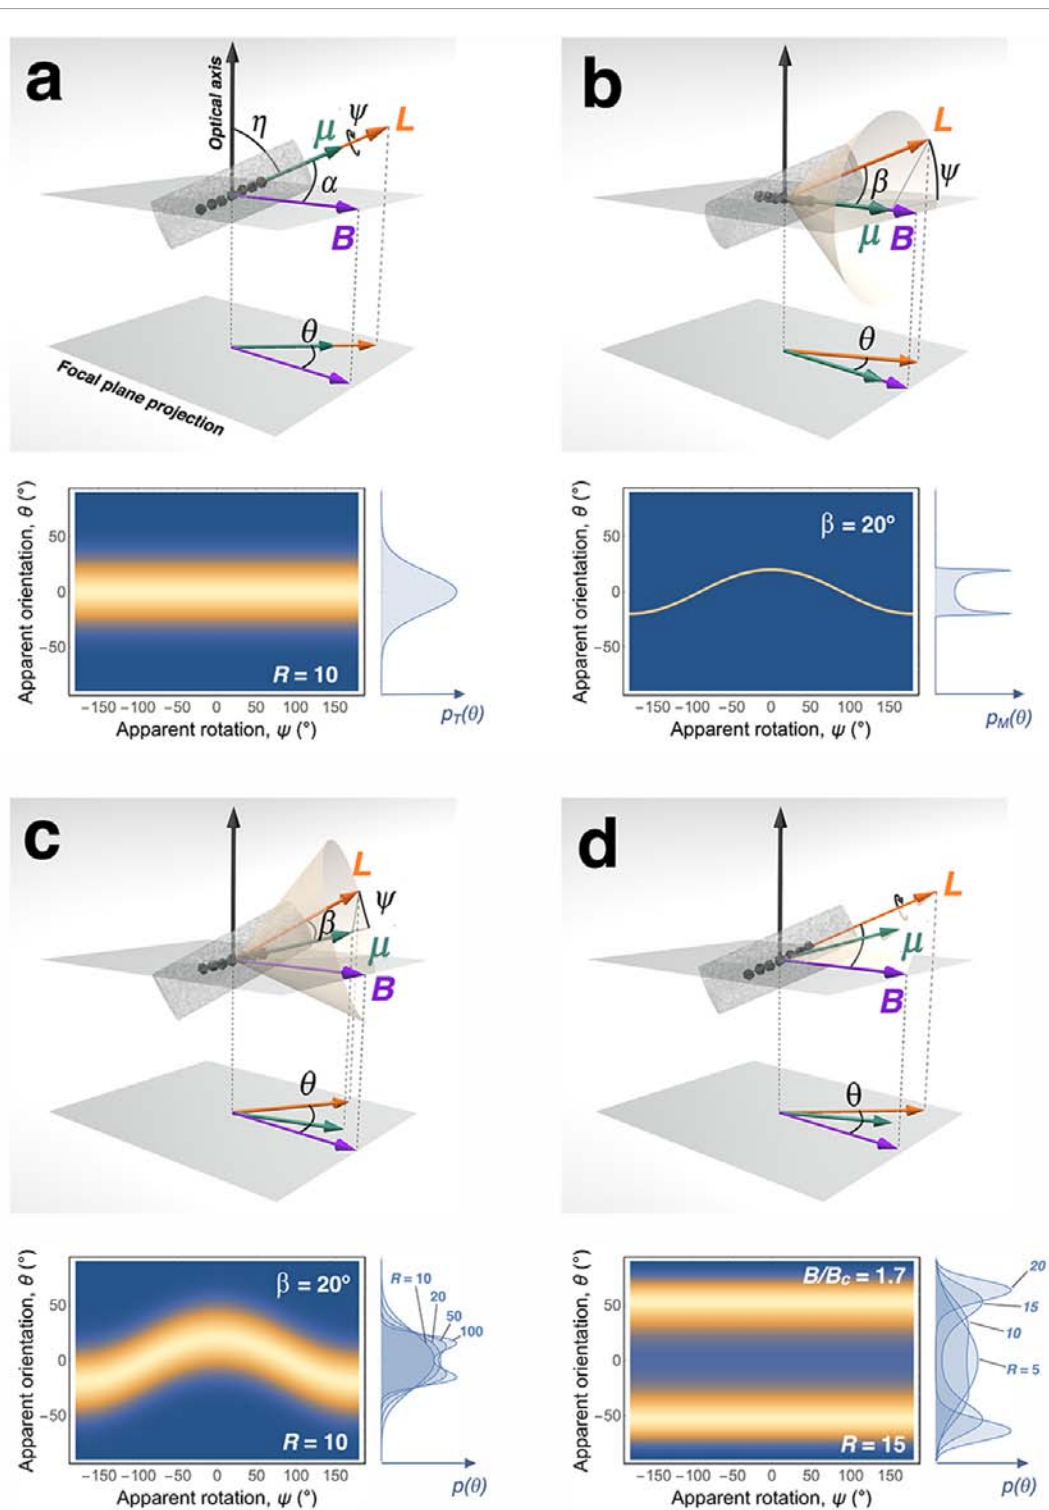 a
Optical axis
η
μ
ψ
L
α
B
θ
Focal plane projection
Apparent orientation, θ (°)
50
0
−50
R = 10
−150 −100 −50 0 50 100 150
Apparent rotation, ψ (°)
pT(θ)
b
L
β
ψ
μ
B
θ
Apparent orientation, θ (°)
β = 20°
50
0
−50
−150 −100 −50 0 50 100 150
Apparent rotation, ψ (°)
pM(θ)
c
L
ψ
β
μ
B
θ
Apparent orientation, θ (°)
β = 20°
50
0
−50
R = 10
R = 10
20
50
100
−150 −100 −50 0 50 100 150
Apparent rotation, ψ (°)
p(θ)
d
L
μ
B
θ
Apparent orientation, θ (°)
B/Bc = 1.7
50
0
−50
R = 15
20
15
10
R = 5
−150 −100 −50 0 50 100 150
Apparent rotation, ψ (°)
p(θ)